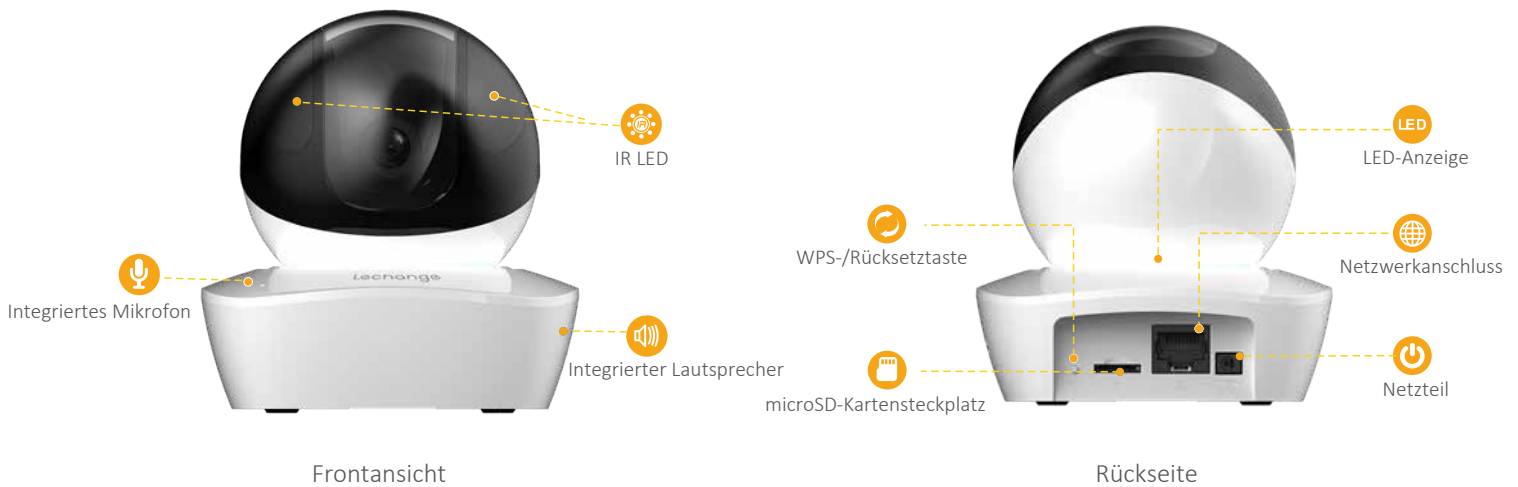 IR LED
Lechange
Integriertes Mikrofon
Integrierter Lautsprecher
Frontansicht
LED
LED-Anzeige
WPS-/Rücksetztaste
Netzwerkanschluss
microSD-Kartensteckplatz
Netzteil
Rückseite